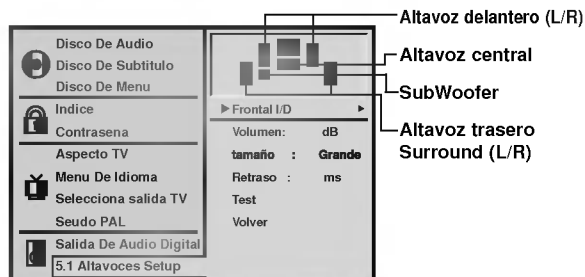 Disco De Audio
Disco De Subtitulo
Disco De Menu
Indice
Contrasena
Aspecto TV
Menu De Idioma
Selecciona salida TV
Seudo PAL
Salida De Audio Digital
5.1 Altavoces Setup
Frontal I/D
Volumen: dB
tamaño : Grande
Retraso : ms
Test
Volver
Altavoz delantero (L/R)
Altavoz central
SubWoofer
Altavoz trasero
Surround (L/R)